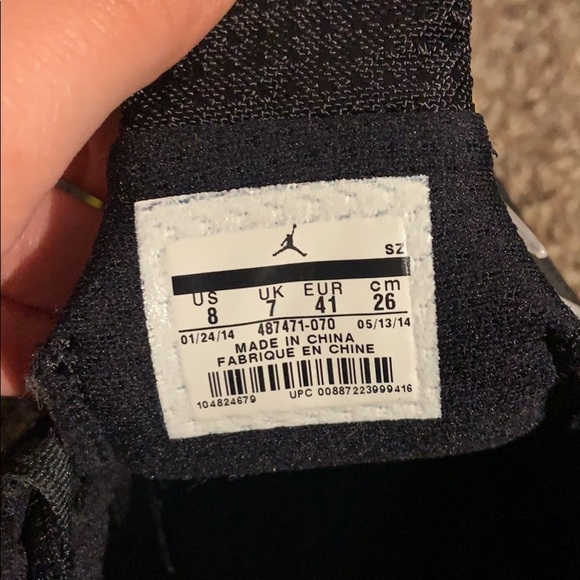 SZ
US UK EUR cm
8 7 41 26
01/24/14 487471-070 05/13/14
MADE IN CHINA
FABRIQUE EN CHINE
104824679 UPC 00887223999416